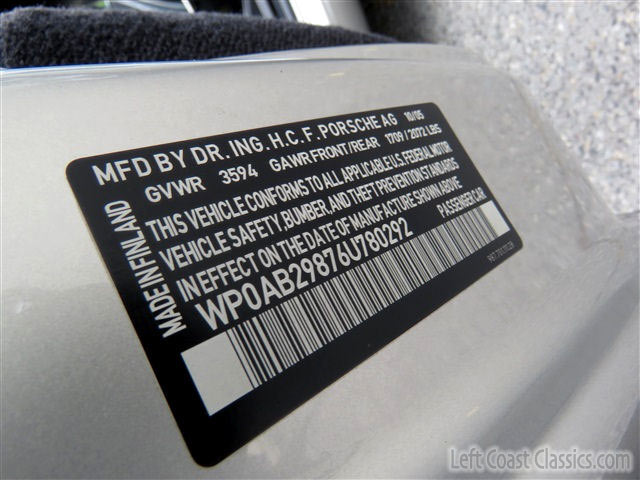 MFD BY DR. ING. H.C. F. PORSCHE AG 10/05
GVWR 3594 GAWR FRONT/REAR 1709/2072 LBS
MADE IN FINLAND
THIS VEHICLE CONFORMS TO ALL APPLICABLE U.S. FEDERAL MOTOR
VEHICLE SAFETY, BUMBER, AND THEFT PREVENTION STANDARDS
IN EFFECT ON THE DATE OF MANUFACTURE SHOWN ABOVE
WP0AB29876U780292 PASSENGER CAR
Left Coast Classics.com